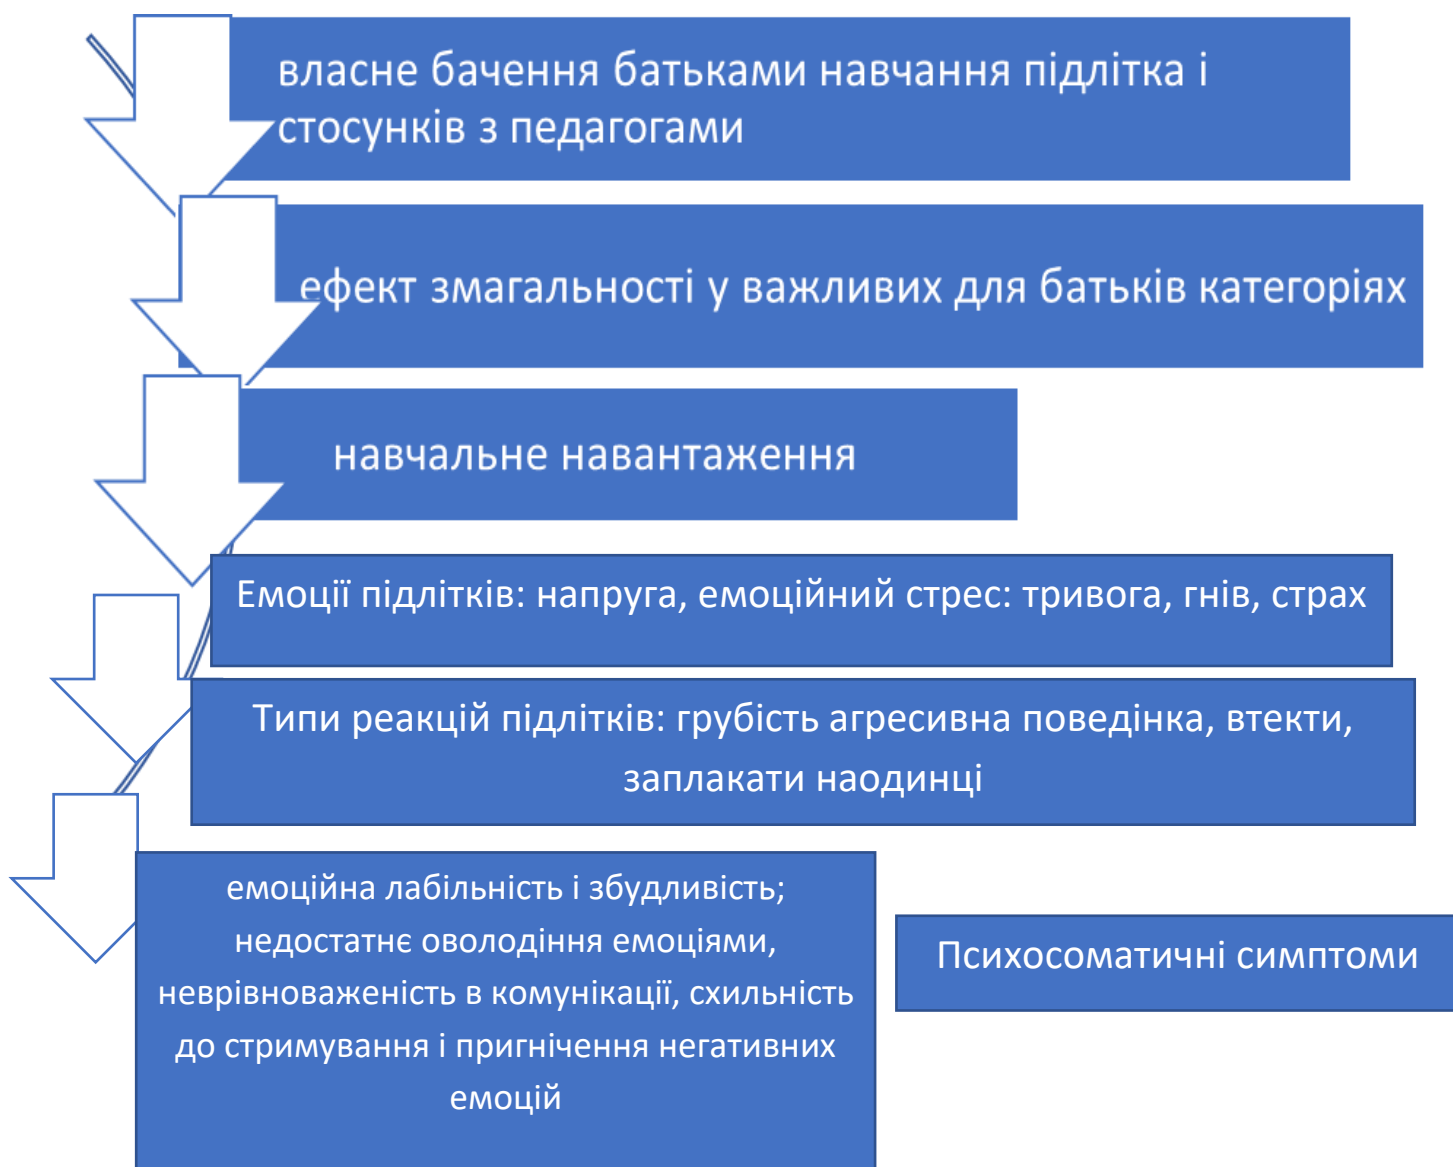 власне бачення батьками навчання підлітка і
стосунків з педагогами
ефект змагальності у важливих для батьків категоріях
навчальне навантаження
Емоції підлітків: напруга, емоційний стрес: тривога, гнів, страх
Типи реакцій підлітків: грубість агресивна поведінка, втекти,
заплакати наодинці
емоційна лабільність і збудливість;
недостатнє оволодіння емоціями,
неврівноваженість в комунікації, схильність
до стримування і пригнічення негативних
емоцій
Психосоматичні симптоми